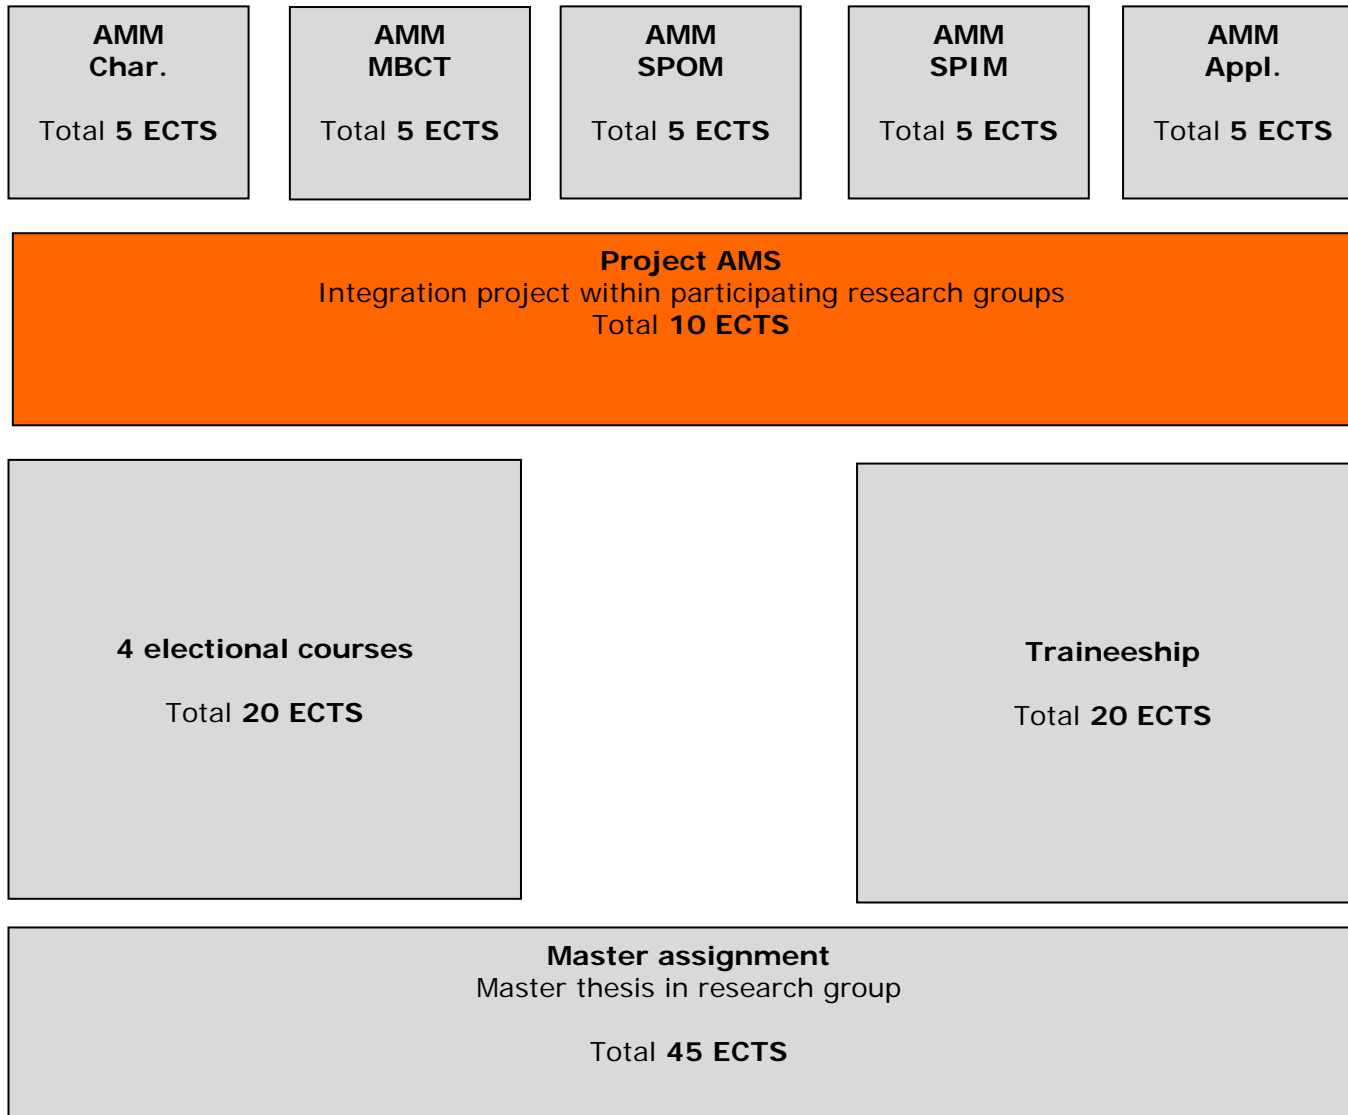 AMM
Char.
Total 5 ECTS
AMM
MBCT
Total 5 ECTS
AMM
SPOM
Total 5 ECTS
AMM
SPIM
Total 5 ECTS
AMM
Appl.
Total 5 ECTS
Project AMS
Integration project within participating research groups
Total 10 ECTS
4 electional courses
Total 20 ECTS
Traineeship
Total 20 ECTS
Master assignment
Master thesis in research group
Total 45 ECTS